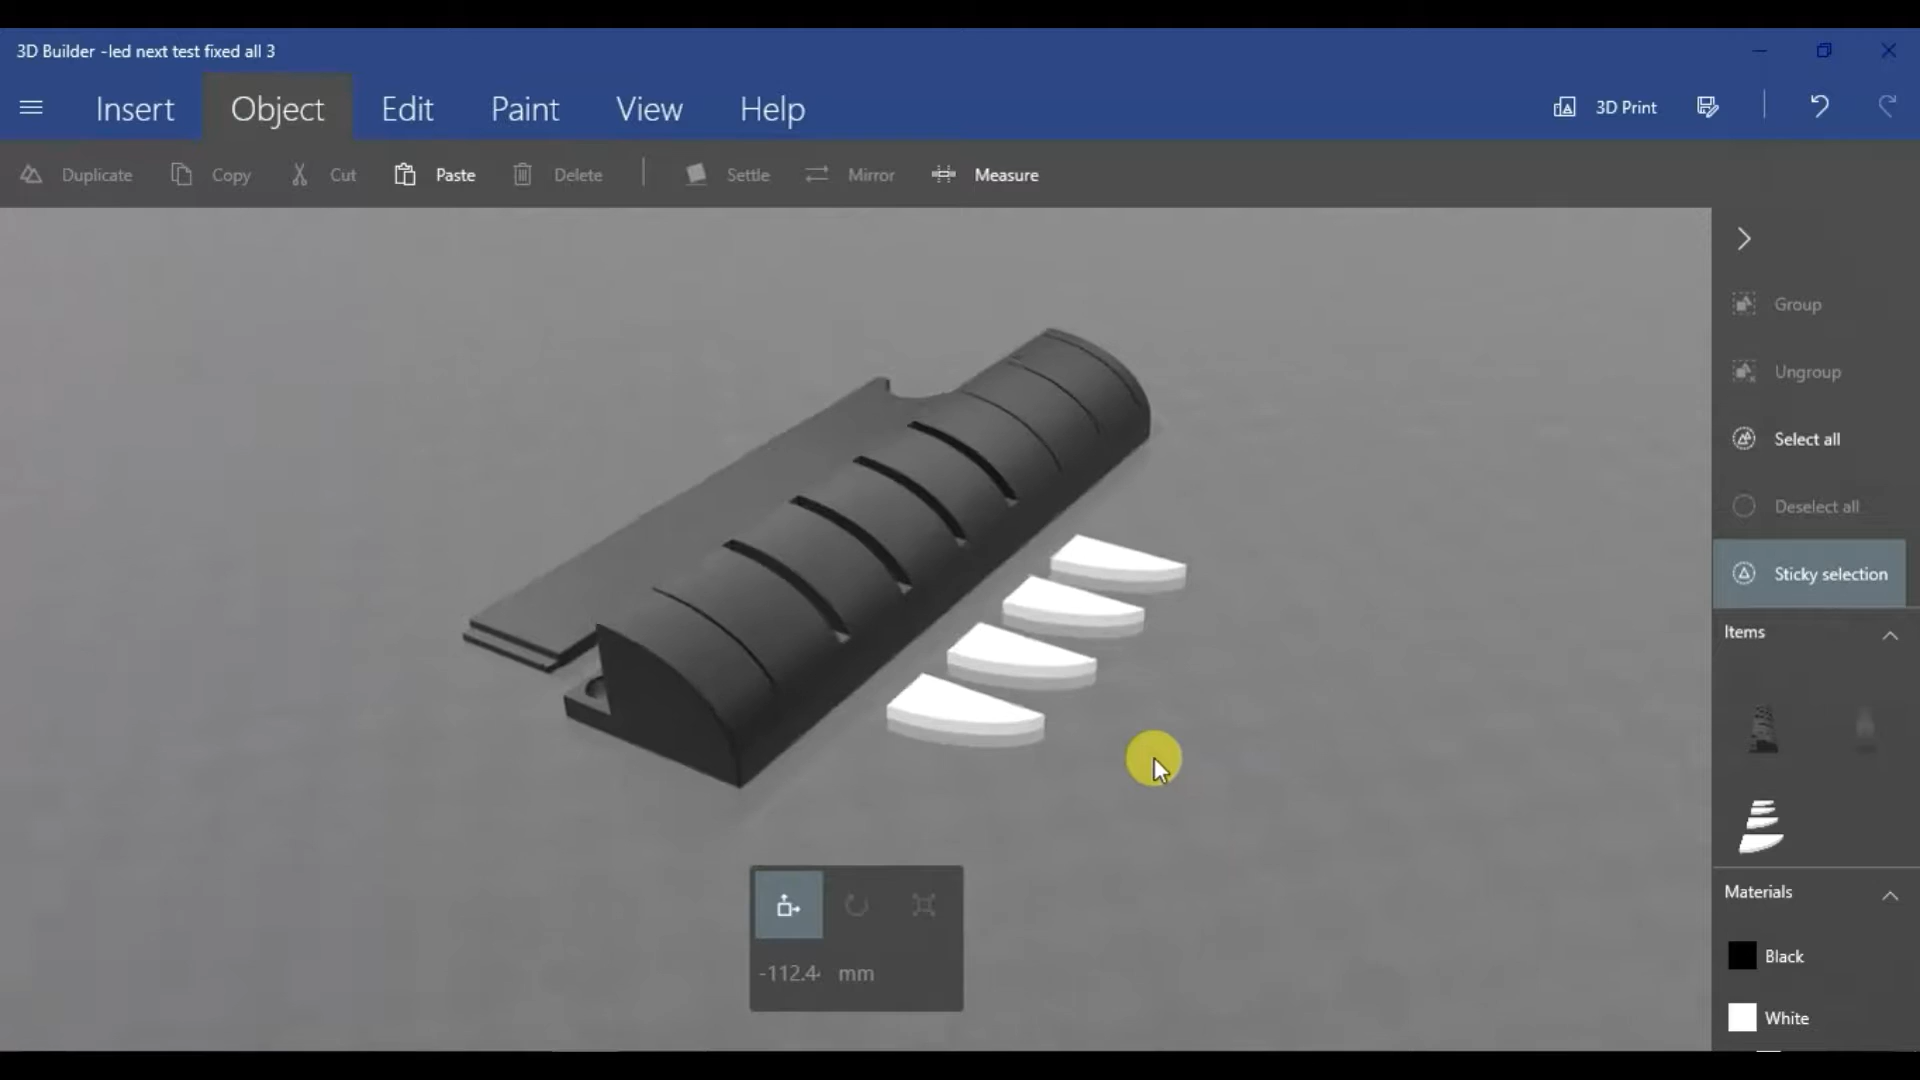 3D Builder -led next test fixed all 3
Insert Object Edit Paint View Help 3D Print
Duplicate Copy Cut Paste Delete Settle Mirror Measure
Group
Ungroup
Select all
Deselect all
Sticky selection
Items
Materials
Black
White
-112.4 mm